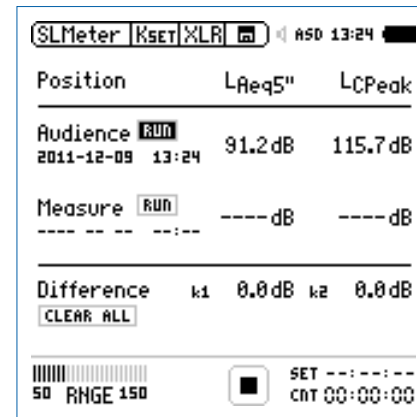 SLMeter KSET XLR ASD 13:24
Position LAeq5" LCPeak
Audience RUN 91.2dB 115.7dB
2011-12-09 13:24
Measure RUN ----dB ----dB
---- -- -- --:--
Difference k1 0.0dB k2 0.0dB
CLEAR ALL
SET --:--:--
50 RNGE 150 CNT 00:00:00